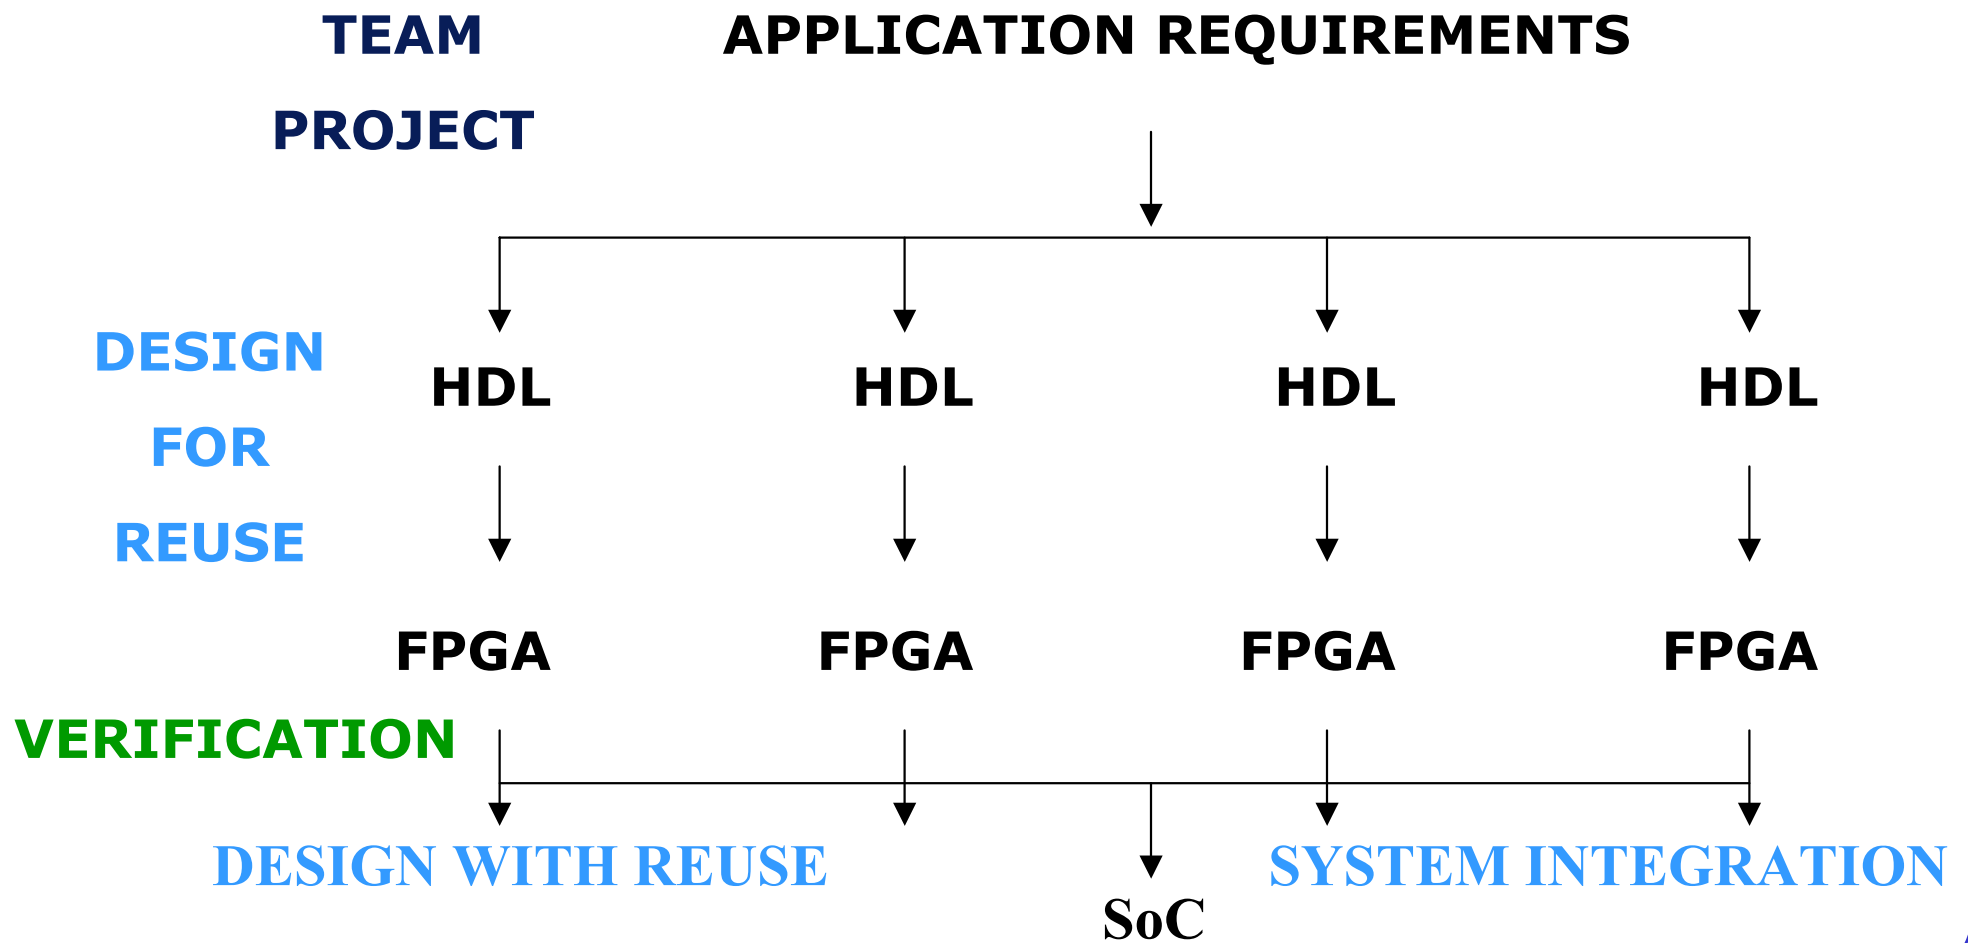 TEAM
PROJECT
APPLICATION REQUIREMENTS
DESIGN
FOR
REUSE
HDL HDL HDL HDL
FPGA FPGA FPGA FPGA
VERIFICATION
DESIGN WITH REUSE
SYSTEM INTEGRATION
SoC